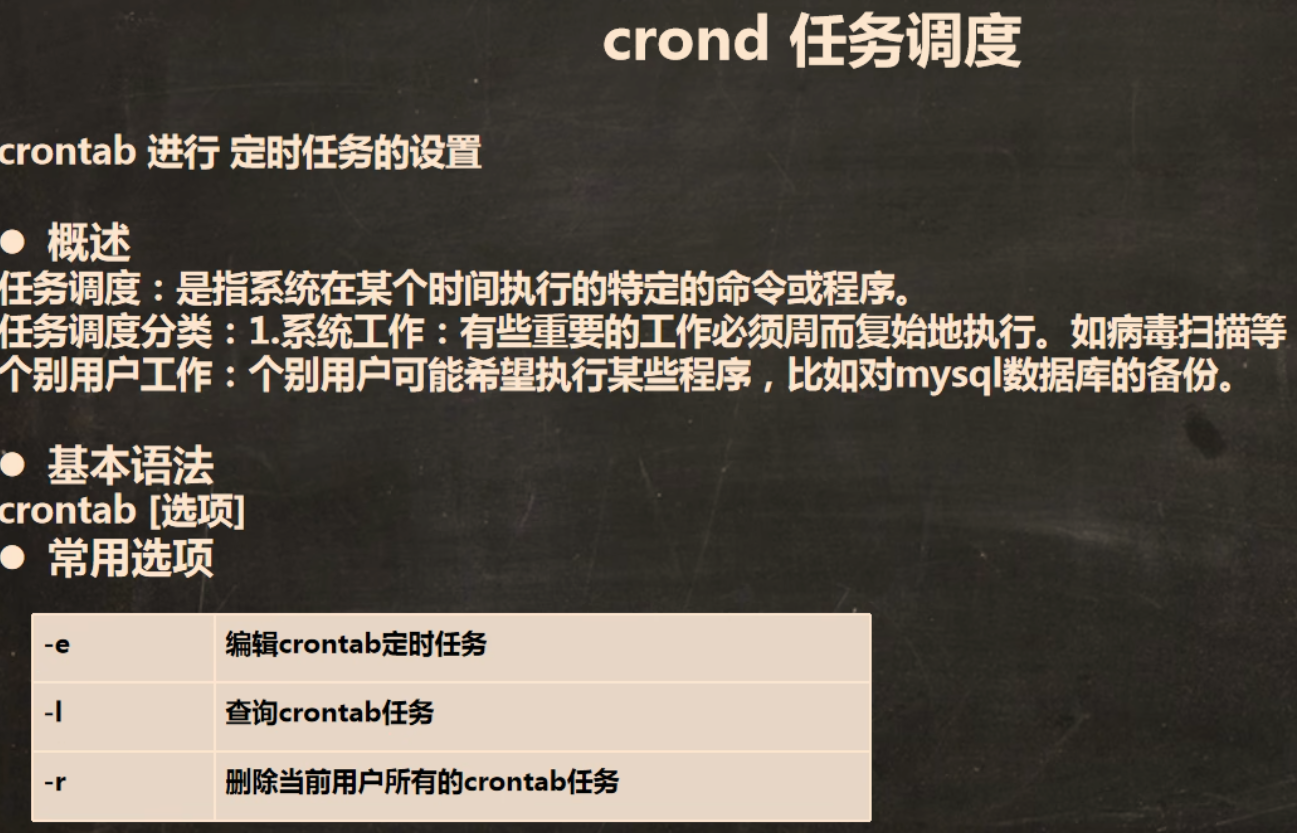 crond 任务调度
crontab 进行 定时任务的设置
● 概述
任务调度：是指系统在某个时间执行的特定的命令或程序。
任务调度分类：1.系统工作：有些重要的工作必须周而复始地执行。如病毒扫描等
个别用户工作：个别用户可能希望执行某些程序，比如对mysql数据库的备份。
● 基本语法
crontab [选项]
● 常用选项
-e 编辑crontab定时任务
-l 查询crontab任务
-r 删除当前用户所有的crontab任务